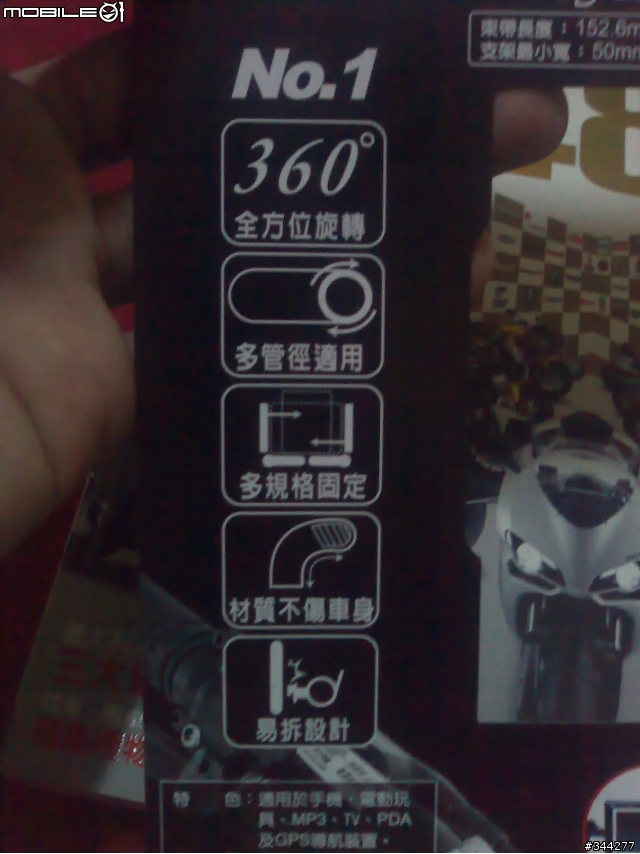 MOBILE01
束帶長度：152.6m
支架最小寬：50mm
No.1
48
360°
全方位旋轉
多管徑適用
多規格固定
材質不傷車身
易拆設計
特 色：適用於手機，電動玩
具、MP3、TV、PDA
及GPS導航裝置。
三大
#344277